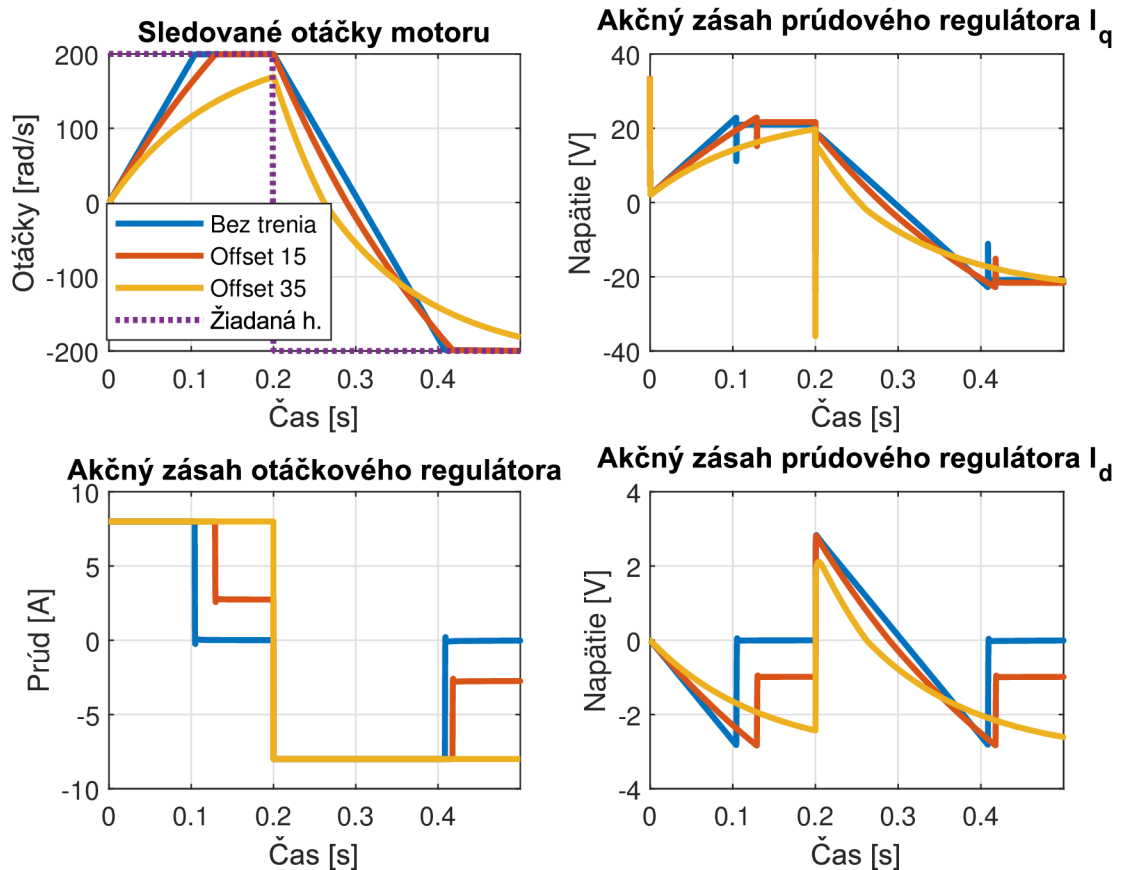 Sledované otáčky motoru
Otáčky [rad/s]
200
100
0
-100
-200
Bez trenia
Offset 15
Offset 35
Žiadaná h.
0
0.1
0.2
0.3
0.4
Čas [s]
Akčný zásah prúdového regulátora I_q
Napätie [V]
40
20
0
-20
-40
0
0.1
0.2
0.3
0.4
Čas [s]
Akčný zásah otáčkového regulátora
Prúd [A]
10
5
0
-5
-10
0
0.1
0.2
0.3
0.4
Čas [s]
Akčný zásah prúdového regulátora I_d
Napätie [V]
4
2
0
-2
-4
0
0.1
0.2
0.3
0.4
Čas [s]